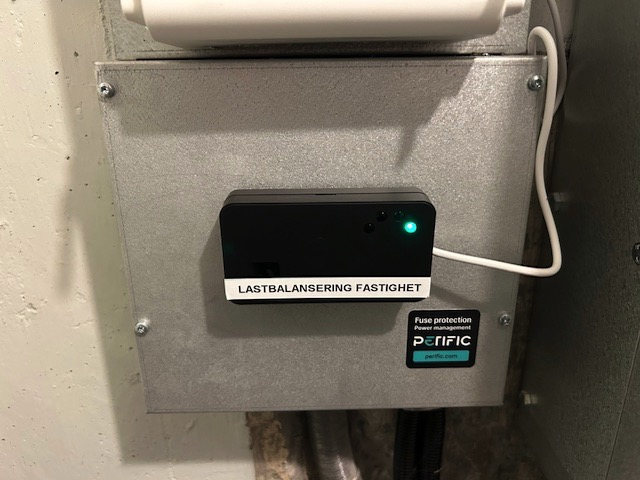 LASTBALANSERING FASTIGHET
Fuse protection
Power management
PERIFIC
perific.com